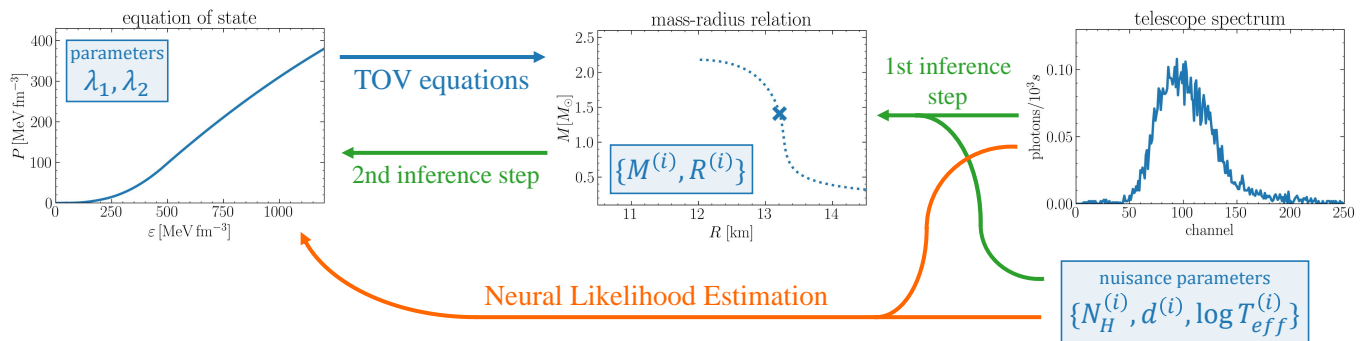 equation of state
400
300
200
100
0
P [MeV fm⁻³]
parameters
λ₁, λ₂
0 250 500 750 1000
ε [MeV fm⁻³]
TOV equations
2nd inference step
mass-radius relation
2.5
2.0
1.5
1.0
0.5
M [M⊙]
{M⁽ⁱ⁾, R⁽ⁱ⁾}
11 12 13 14
R [km]
1st inference
step
telescope spectrum
0.10
0.05
0.00
photons/10³ s
0 50 100 150 200 250
channel
nuisance parameters
{N_H⁽ⁱ⁾, d⁽ⁱ⁾, log T_eff⁽ⁱ⁾}
Neural Likelihood Estimation